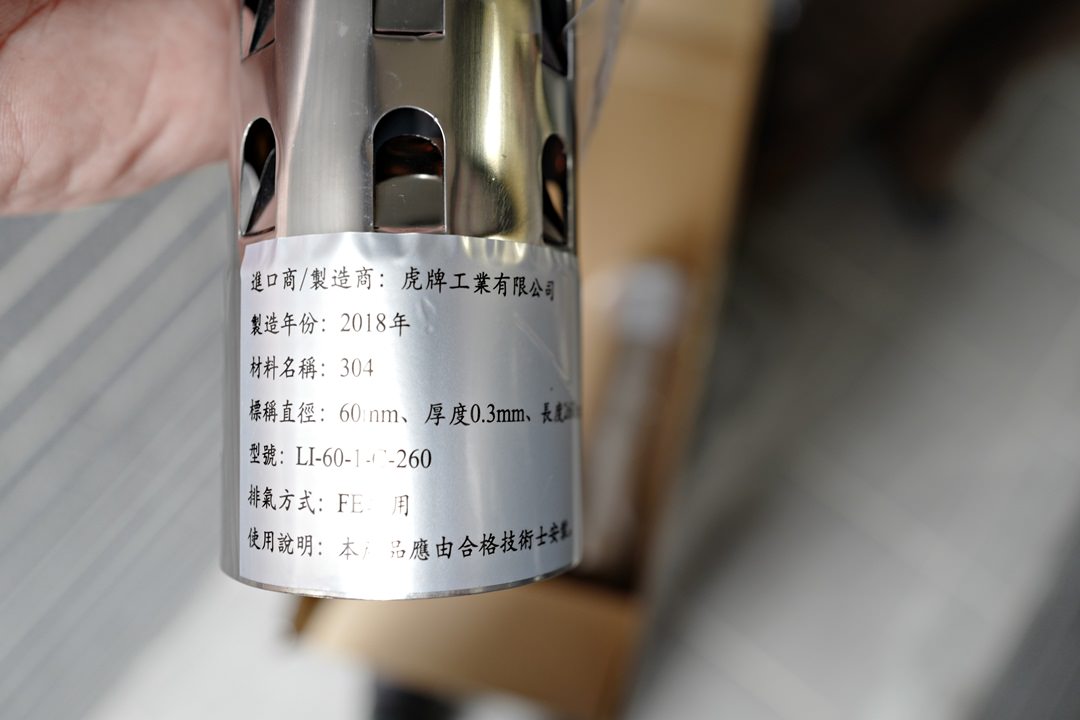 進口商/製造商: 虎牌工業有限公司
製造年份: 2018年
材料名稱: 304
標稱直徑: 60mm、厚度0.3mm、長度
型號: LI-60-1-C-260
排氣方式: FE 用
使用說明: 本 品應由合格技術士安裝。